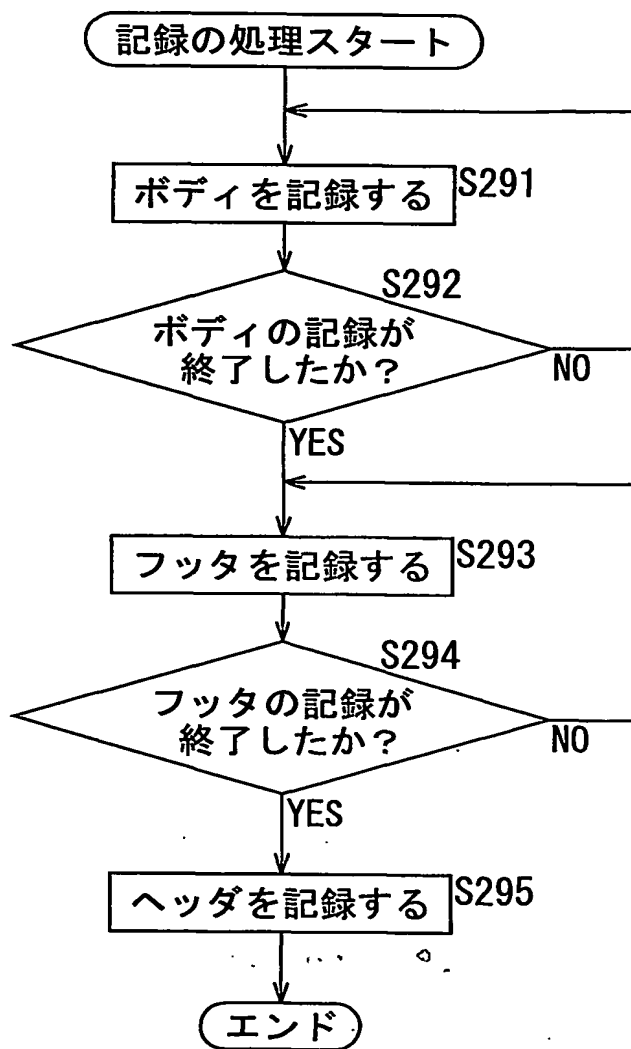 記録の処理スタート
ボディを記録する
S291
S292
ボディの記録が
終了したか？
NO
YES
フッタを記録する
S293
S294
フッタの記録が
終了したか？
NO
YES
ヘッダを記録する
S295
エンド